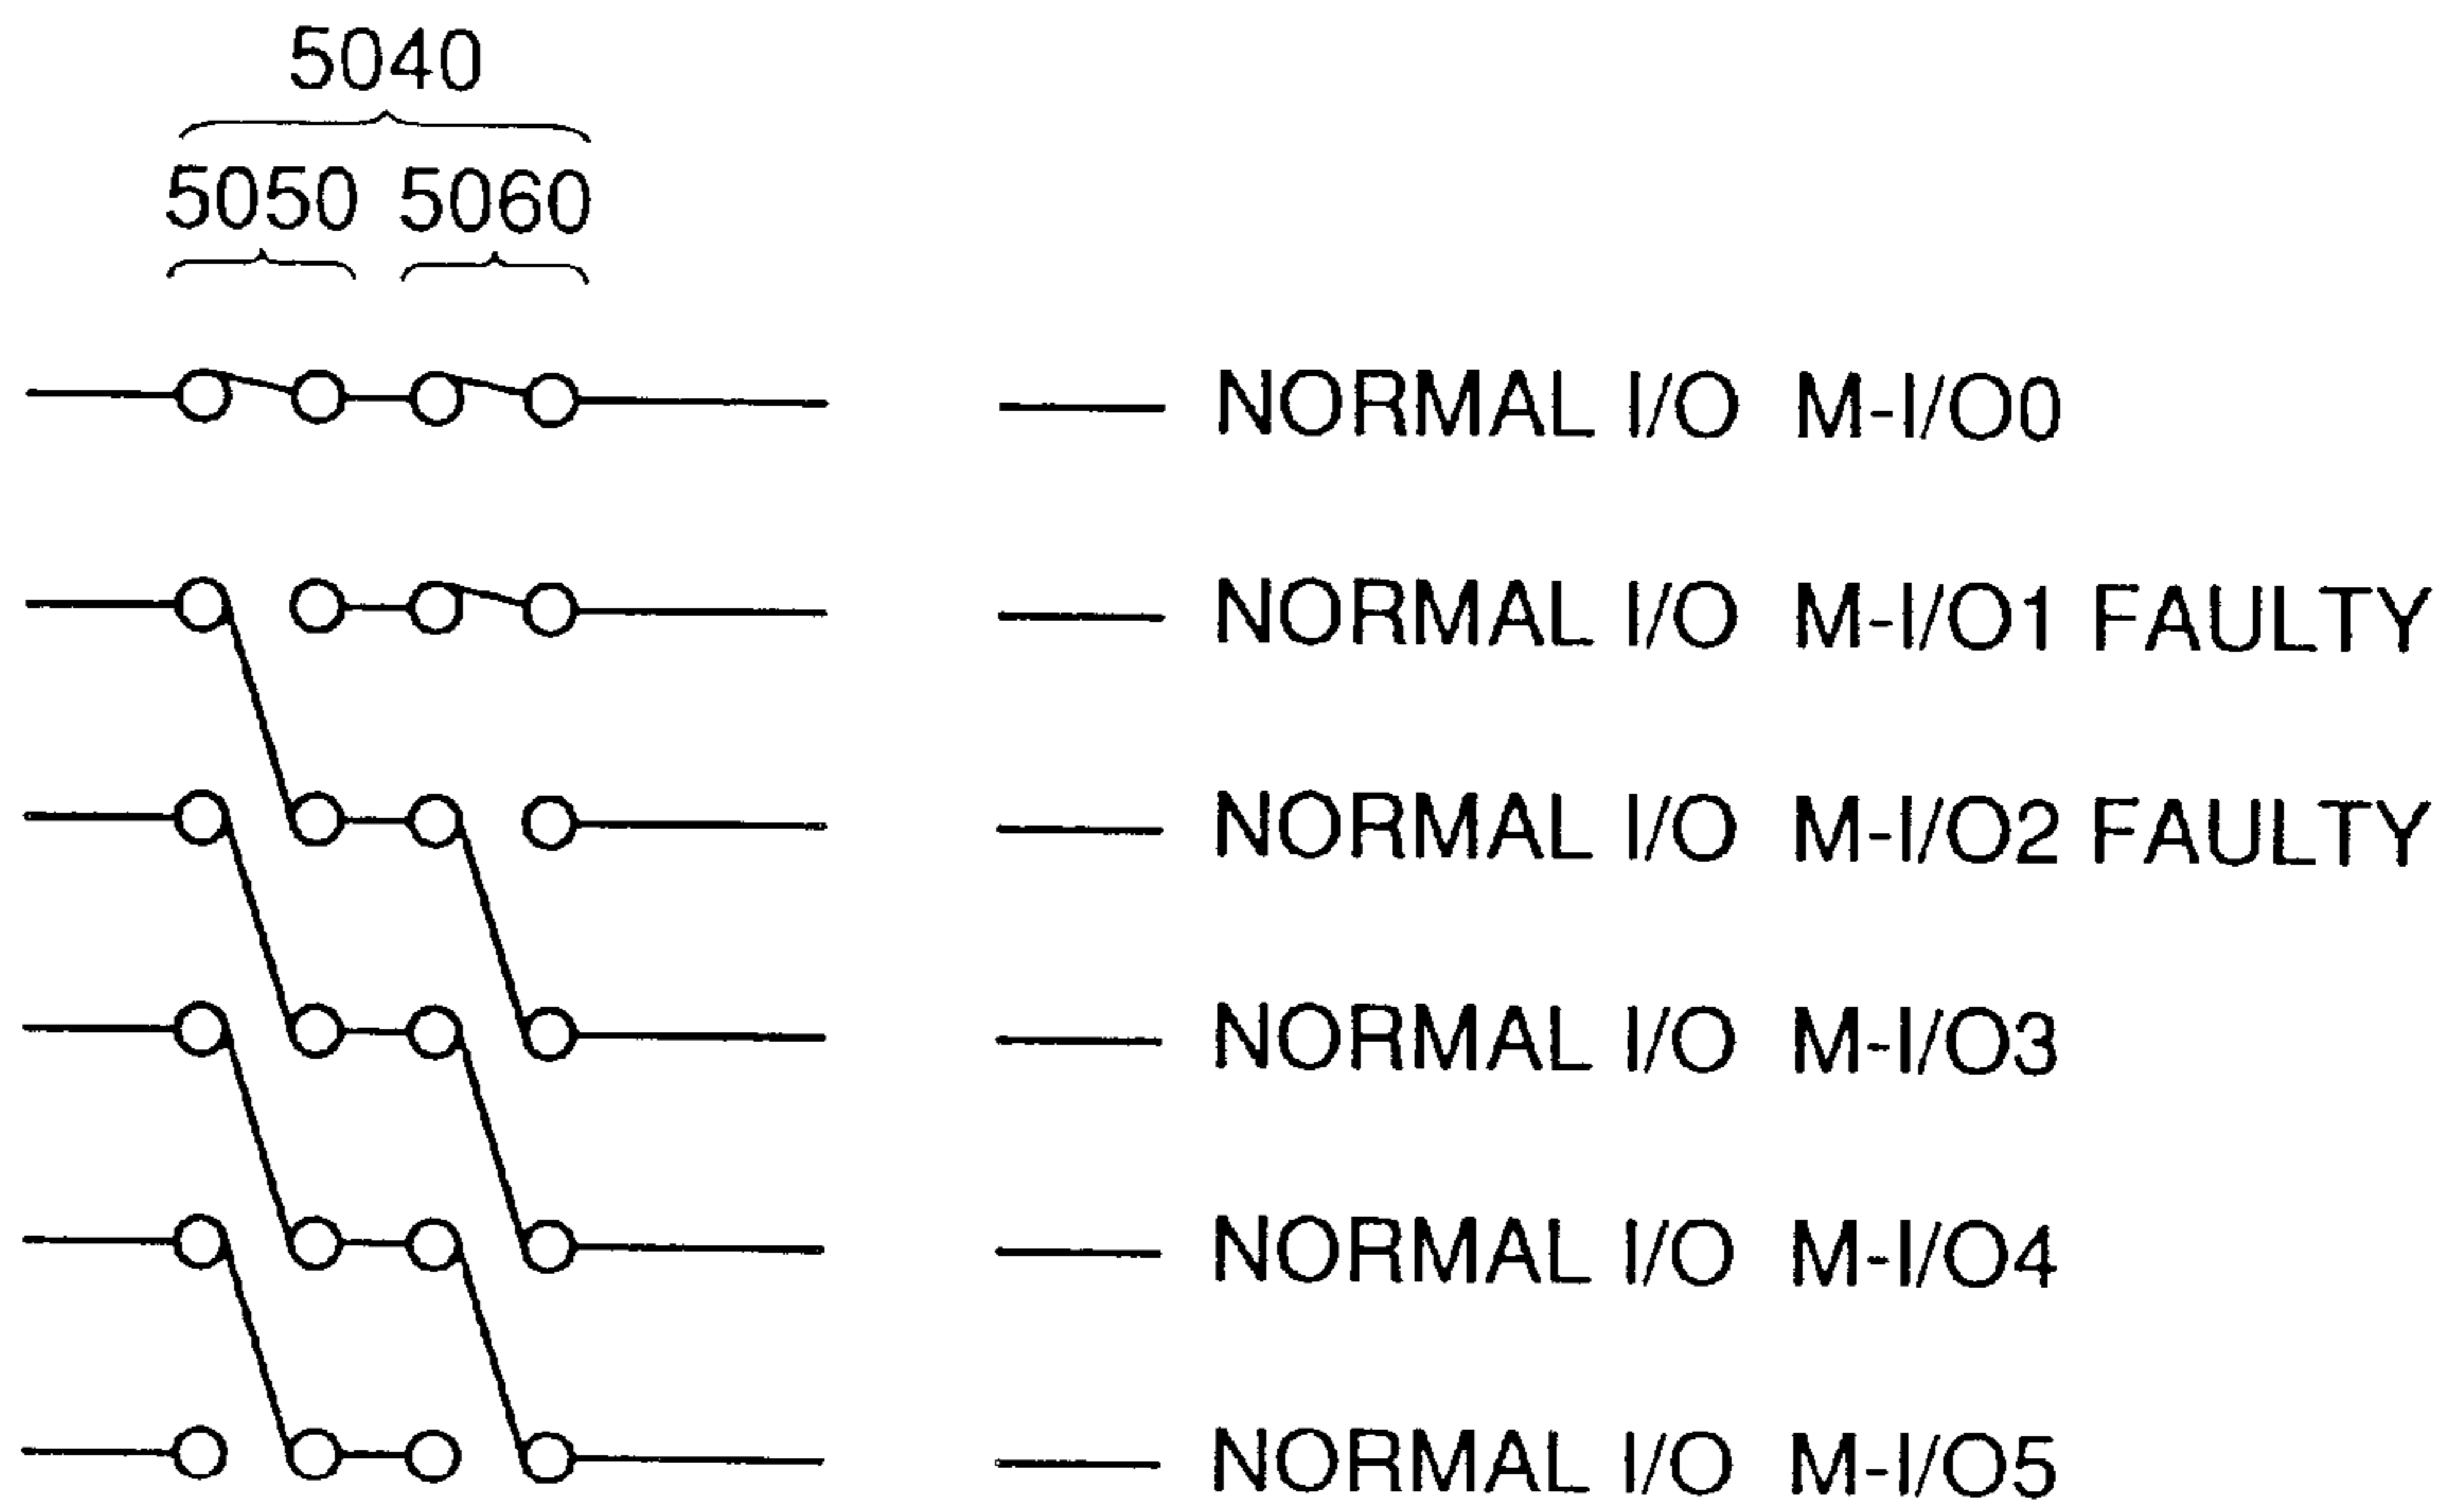 5040
5050 5060
NORMAL I/O M-I/O0
NORMAL I/O M-I/O1 FAULTY
NORMAL I/O M-I/O2 FAULTY
NORMAL I/O M-I/O3
NORMAL I/O M-I/O4
NORMAL I/O M-I/O5